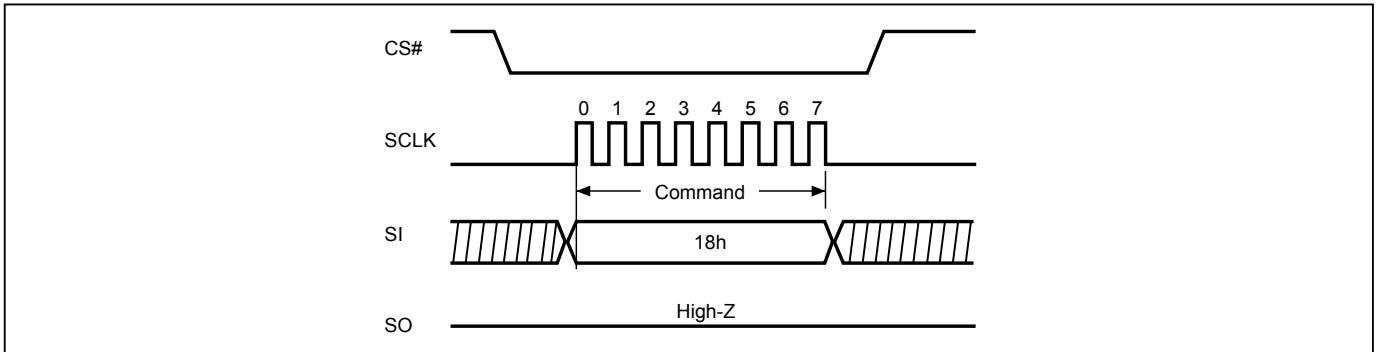 CS#
0 1 2 3 4 5 6 7
SCLK
Command
SI
18h
High-Z
SO